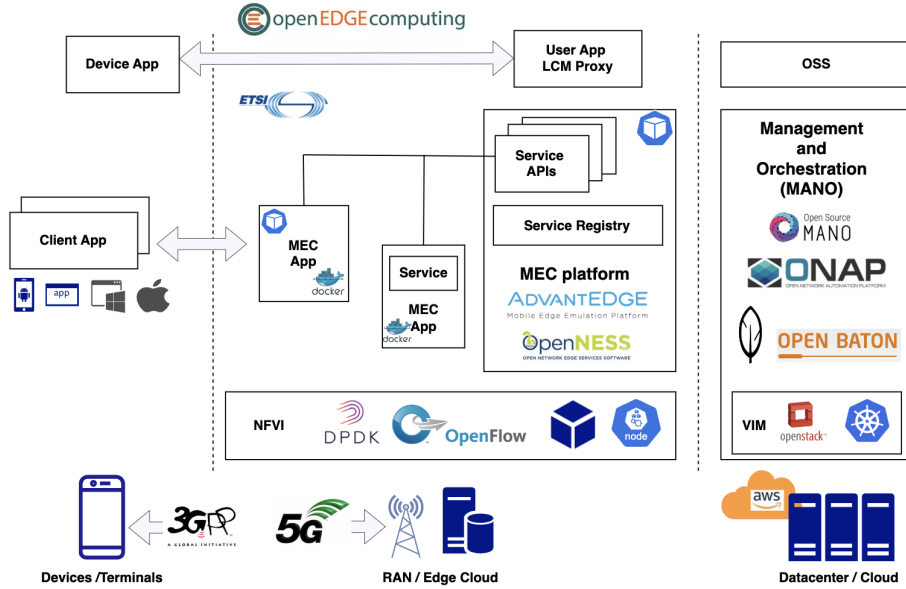 open EDGE computing
Device App
User App
LCM Proxy
OSS
ETSI
Management
and
Orchestration
(MANO)
Service
APIs
Service Registry
Client App
MEC
App
docker
Service
MEC
App
docker
MEC platform
ADVANTEDGE
Mobile Edge Emulation Platform
OpenNESS
OPEN NETWORK EDGE SERVICES SOFTWARE
Open Source
MANO
ONAP
OPEN NETWORK AUTOMATION PLATFORM
OPEN BATON
app
NFVI
DPDK
OpenFlow
node
VIM
openstack
3GPP
A GLOBAL INITIATIVE
5G
aws
Devices /Terminals
RAN / Edge Cloud
Datacenter / Cloud